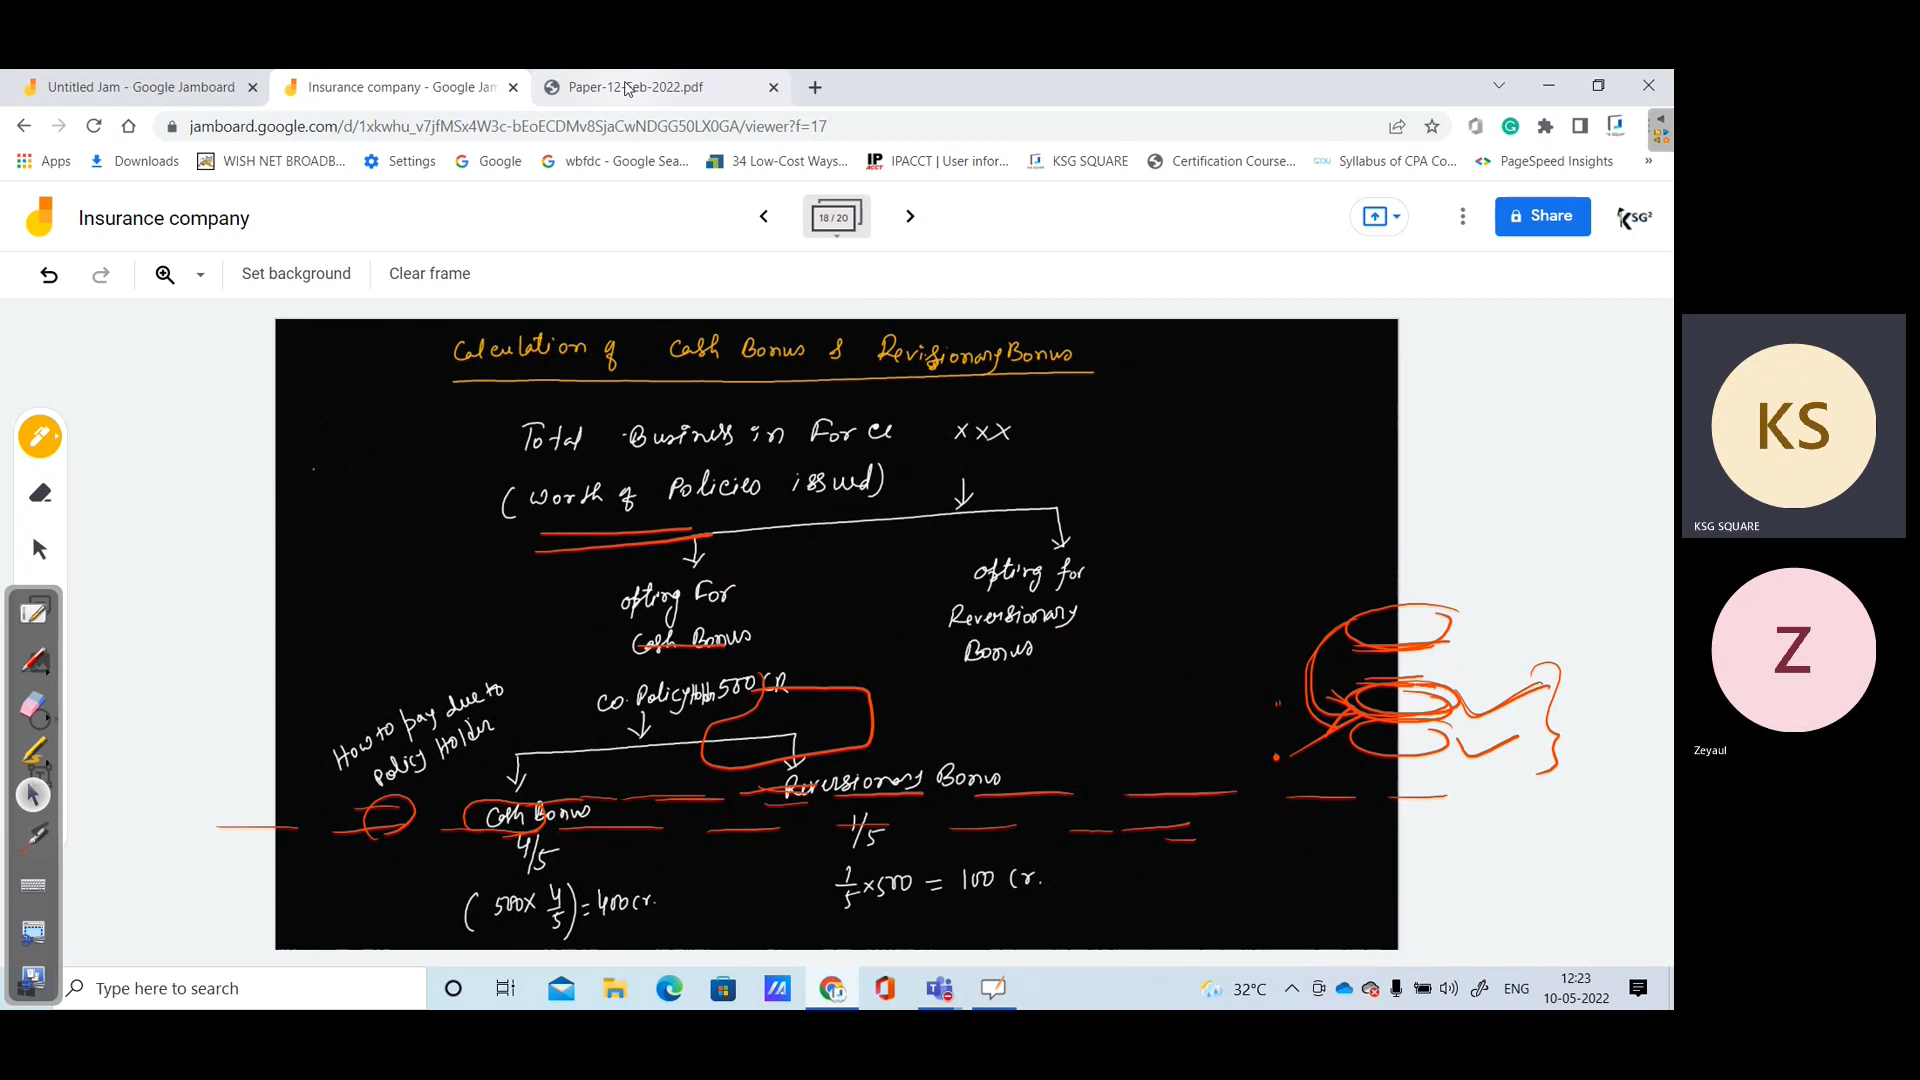 Untitled Jam - Google Jamboard
Insurance company - Google Jam
Paper-12-Feb-2022.pdf
jamboard.google.com/d/1xkwhu_v7jfMSx4W3c-bEoECDMv8SjaCwNDGG50LX0GA/viewer?f=17
Apps Downloads WISH NET BROADB... Settings Google wbfdc - Google Sea... 34 Low-Cost Ways... IPACCT | User infor... KSG SQUARE Certification Course... Syllabus of CPA Co... PageSpeed Insights »
Insurance company
18 / 20
Share
KSG²
Set background Clear frame
Calculation of Cash Bonus & Revisionary Bonus
Total Business in Force xxx
(Worth of Policies issued)
opting For
Cash Bonus
opting for
Reversionary
Bonus
How to pay due to
policy Holder
Co. Policy 500 CR
Cash Bonus
Reversionary Bonus
4/5
1/5
(500x 4/5) = 400 cr.
1/5 x 500 = 100 Cr.
KS
KSG SQUARE
Z
Zeyaul
Type here to search
32°C
ENG
12:23
10-05-2022